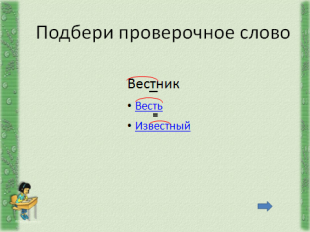 Подбери проверочное слово
Вестник
• Весть
• Известный